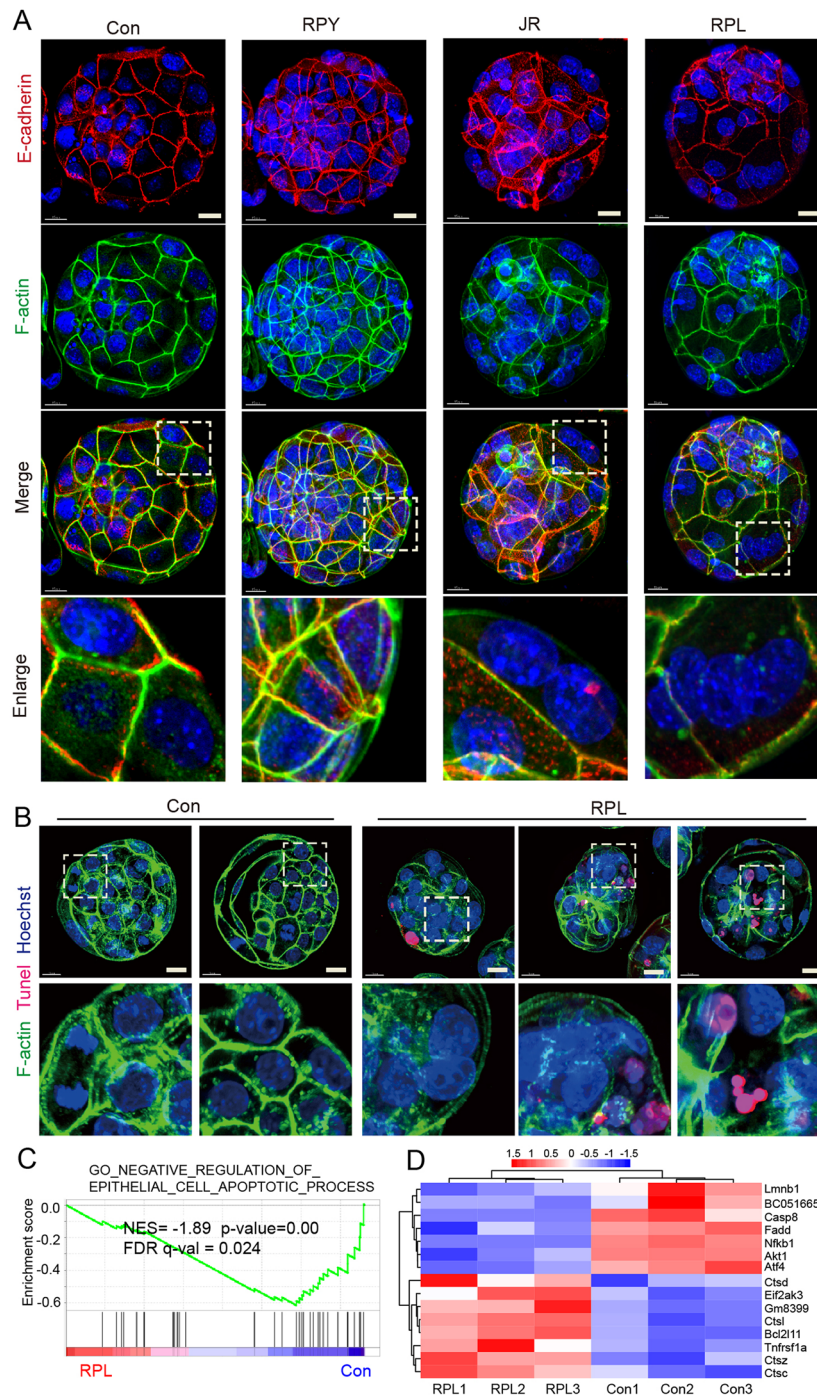 A
Con RPY JR RPL
E-cadherin
F-actin
Merge
Enlarge
B
Con RPL
F-actin Tunel Hoechst
C
GO_NEGATIVE_REGULATION_OF_
EPITHELIAL_CELL_APOPTOTIC_PROCESS
Enrichment score
0.0
-0.2
-0.4
-0.6
NES= -1.89 p-value=0.00
FDR q-val = 0.024
RPL Con
D
1.5 1 0.5 0 -0.5 -1 -1.5
Lmnb1
BC051665
Casp8
Fadd
Nfkb1
Akt1
Atf4
Ctsd
Eif2ak3
Gm8399
Ctsl
Bcl2l11
Tnfrsf1a
Ctsz
Ctsc
RPL1 RPL2 RPL3 Con1 Con2 Con3